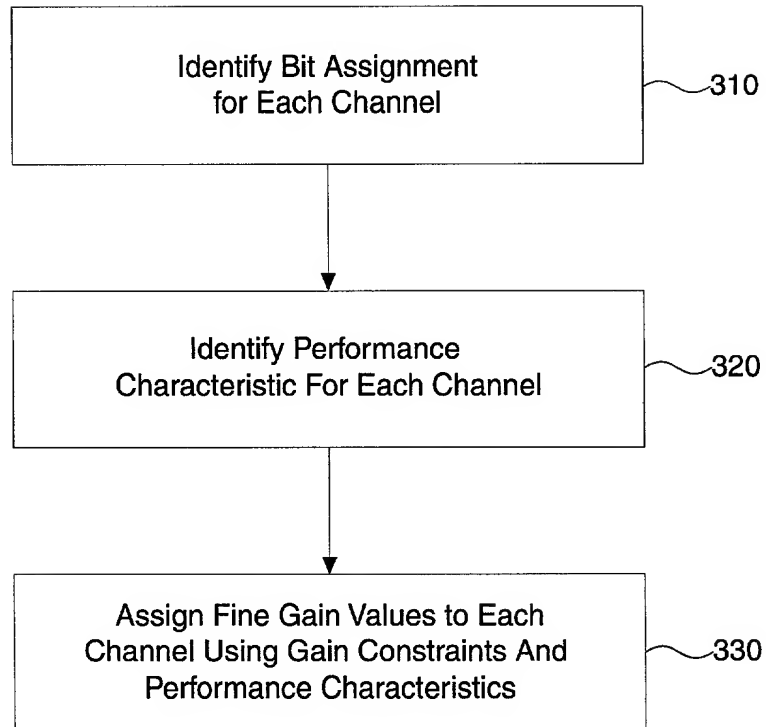 Identify Bit Assignment
for Each Channel
310
Identify Performance
Characteristic For Each Channel
320
Assign Fine Gain Values to Each
Channel Using Gain Constraints And
Performance Characteristics
330